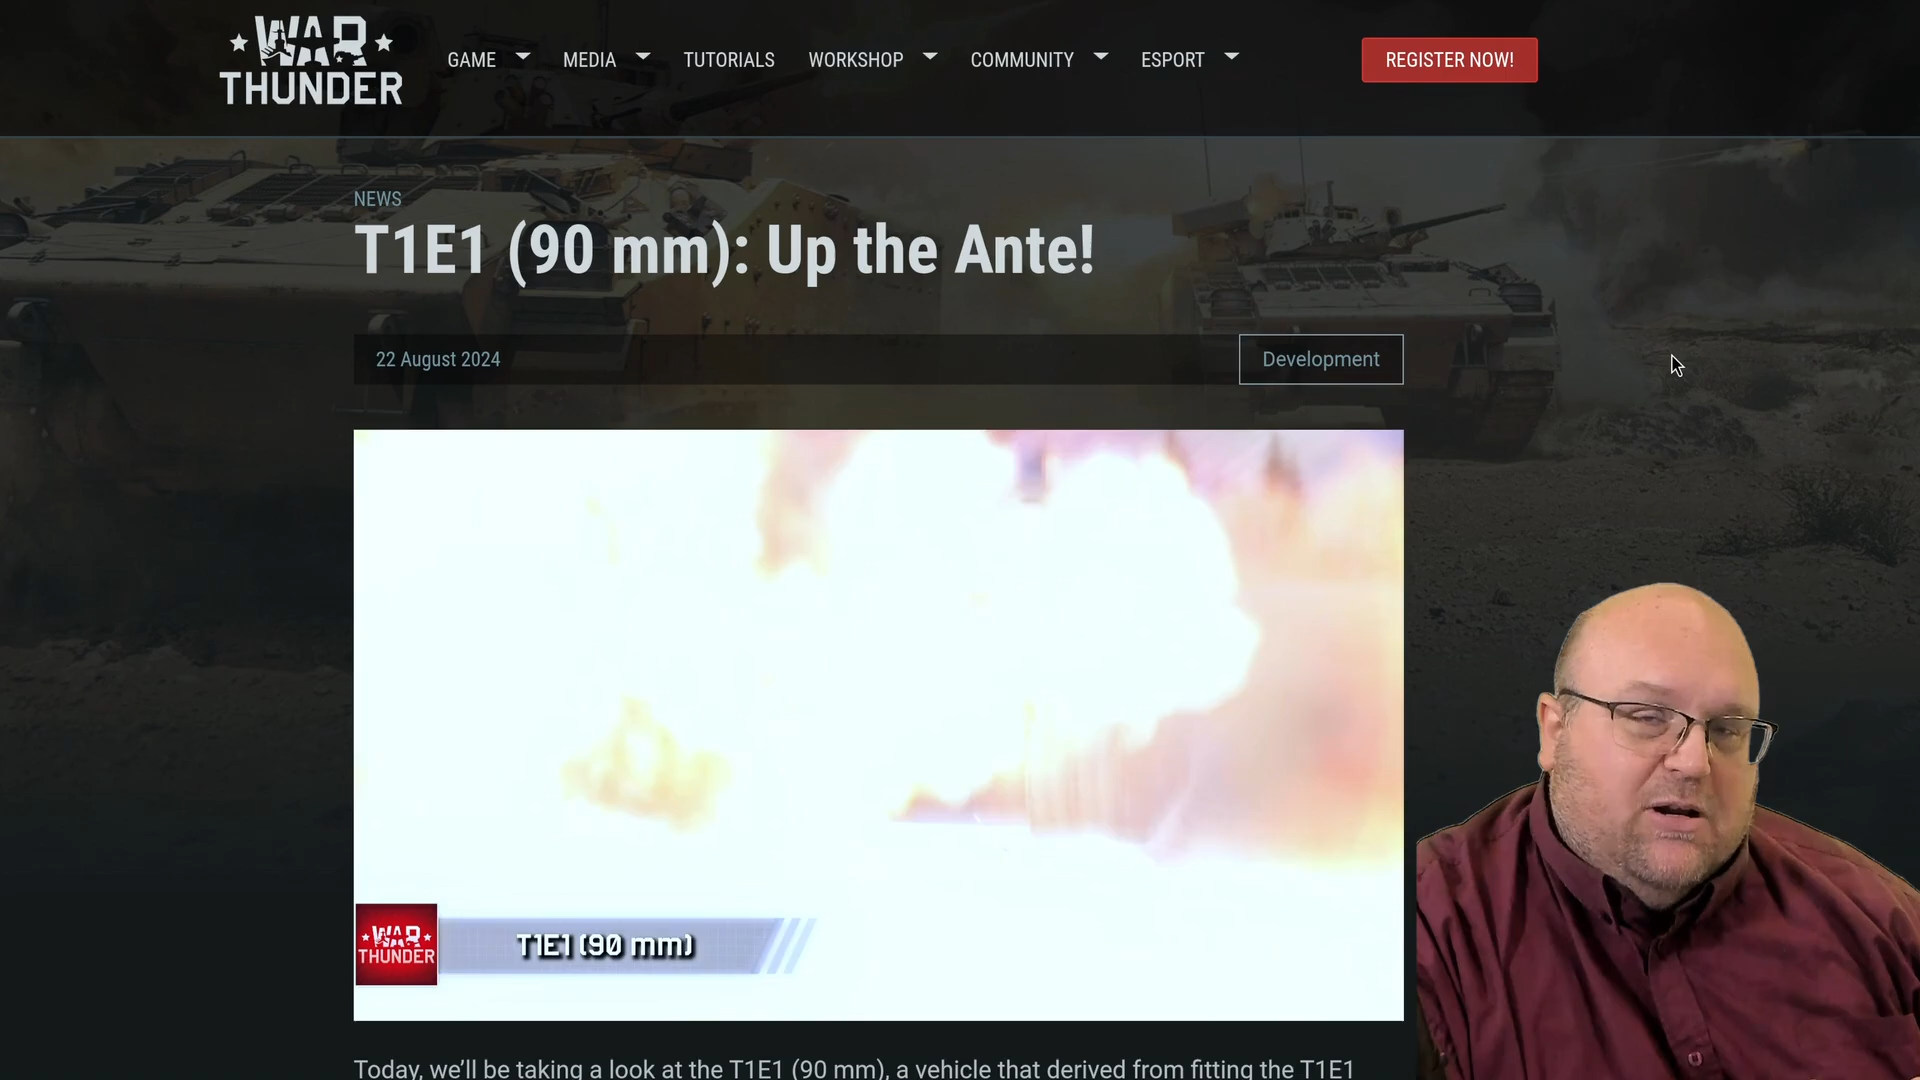 WAR
THUNDER
GAME MEDIA TUTORIALS WORKSHOP COMMUNITY ESPORT REGISTER NOW!
NEWS
T1E1 (90 mm): Up the Ante!
22 August 2024 Development
WAR
THUNDER
T1E1 (90 mm)
Today, we'll be taking a look at the T1E1 (90 mm), a vehicle that derived from fitting the T1E1